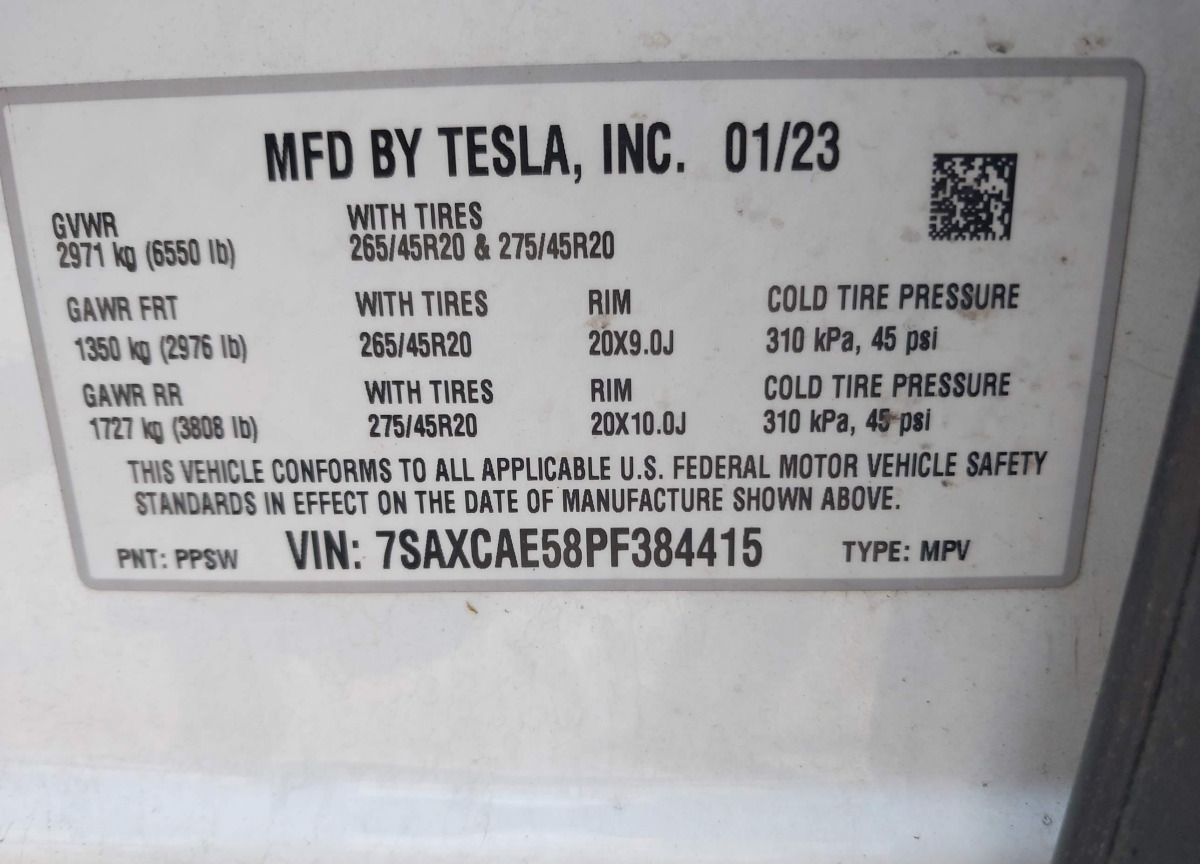 MFD BY TESLA, INC. 01/23
GVWR WITH TIRES
2971 kg (6550 lb) 265/45R20 & 275/45R20
GAWR FRT WITH TIRES RIM COLD TIRE PRESSURE
1350 kg (2976 lb) 265/45R20 20X9.0J 310 kPa, 45 psi
GAWR RR WITH TIRES RIM COLD TIRE PRESSURE
1727 kg (3808 lb) 275/45R20 20X10.0J 310 kPa, 45 psi
THIS VEHICLE CONFORMS TO ALL APPLICABLE U.S. FEDERAL MOTOR VEHICLE SAFETY
STANDARDS IN EFFECT ON THE DATE OF MANUFACTURE SHOWN ABOVE.
PNT: PPSW VIN: 7SAXCAE58PF384415 TYPE: MPV